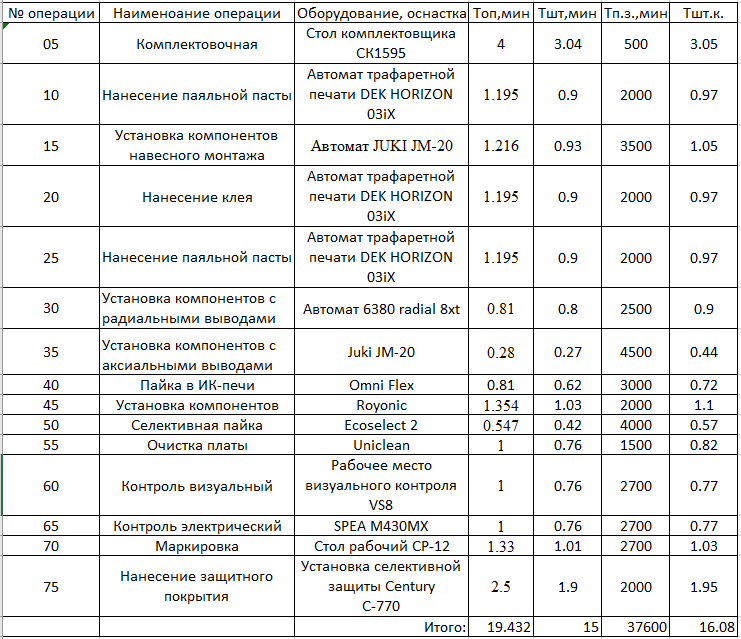 № операции Наименоание операции Оборудование, оснастка Топ,мин Тшт,мин Тп.з.,мин Тшт.к.
05 Комплектовочная Стол комплектовщика СК1595 4 3.04 500 3.05
10 Нанесение паяльной пасты Автомат трафаретной печати DEK HORIZON 03iX 1.195 0.9 2000 0.97
15 Установка компонентов навесного монтажа Автомат JUKI JM-20 1.216 0.93 3500 1.05
20 Нанесение клея Автомат трафаретной печати DEK HORIZON 03iX 1.195 0.9 2000 0.97
25 Нанесение паяльной пасты Автомат трафаретной печати DEK HORIZON 03iX 1.195 0.9 2000 0.97
30 Установка компонентов с радиальными выводами Автомат 6380 radial 8xt 0.81 0.8 2500 0.9
35 Установка компонентов с аксиальными выводами Juki JM-20 0.28 0.27 4500 0.44
40 Пайка в ИК-печи Omni Flex 0.81 0.62 3000 0.72
45 Установка компонентов Royonic 1.354 1.03 2000 1.1
50 Селективная пайка Ecoselect 2 0.547 0.42 4000 0.57
55 Очистка платы Uniclean 1 0.76 1500 0.82
60 Контроль визуальный Рабочее место визуального контроля VS8 1 0.76 2700 0.77
65 Контроль электрический SPEA M430MX 1 0.76 2700 0.77
70 Маркировка Стол рабочий СР-12 1.33 1.01 2700 1.03
75 Нанесение защитного покрытия Установка селективной защиты Century C-770 2.5 1.9 2000 1.95
Итого: 19.432 15 37600 16.08